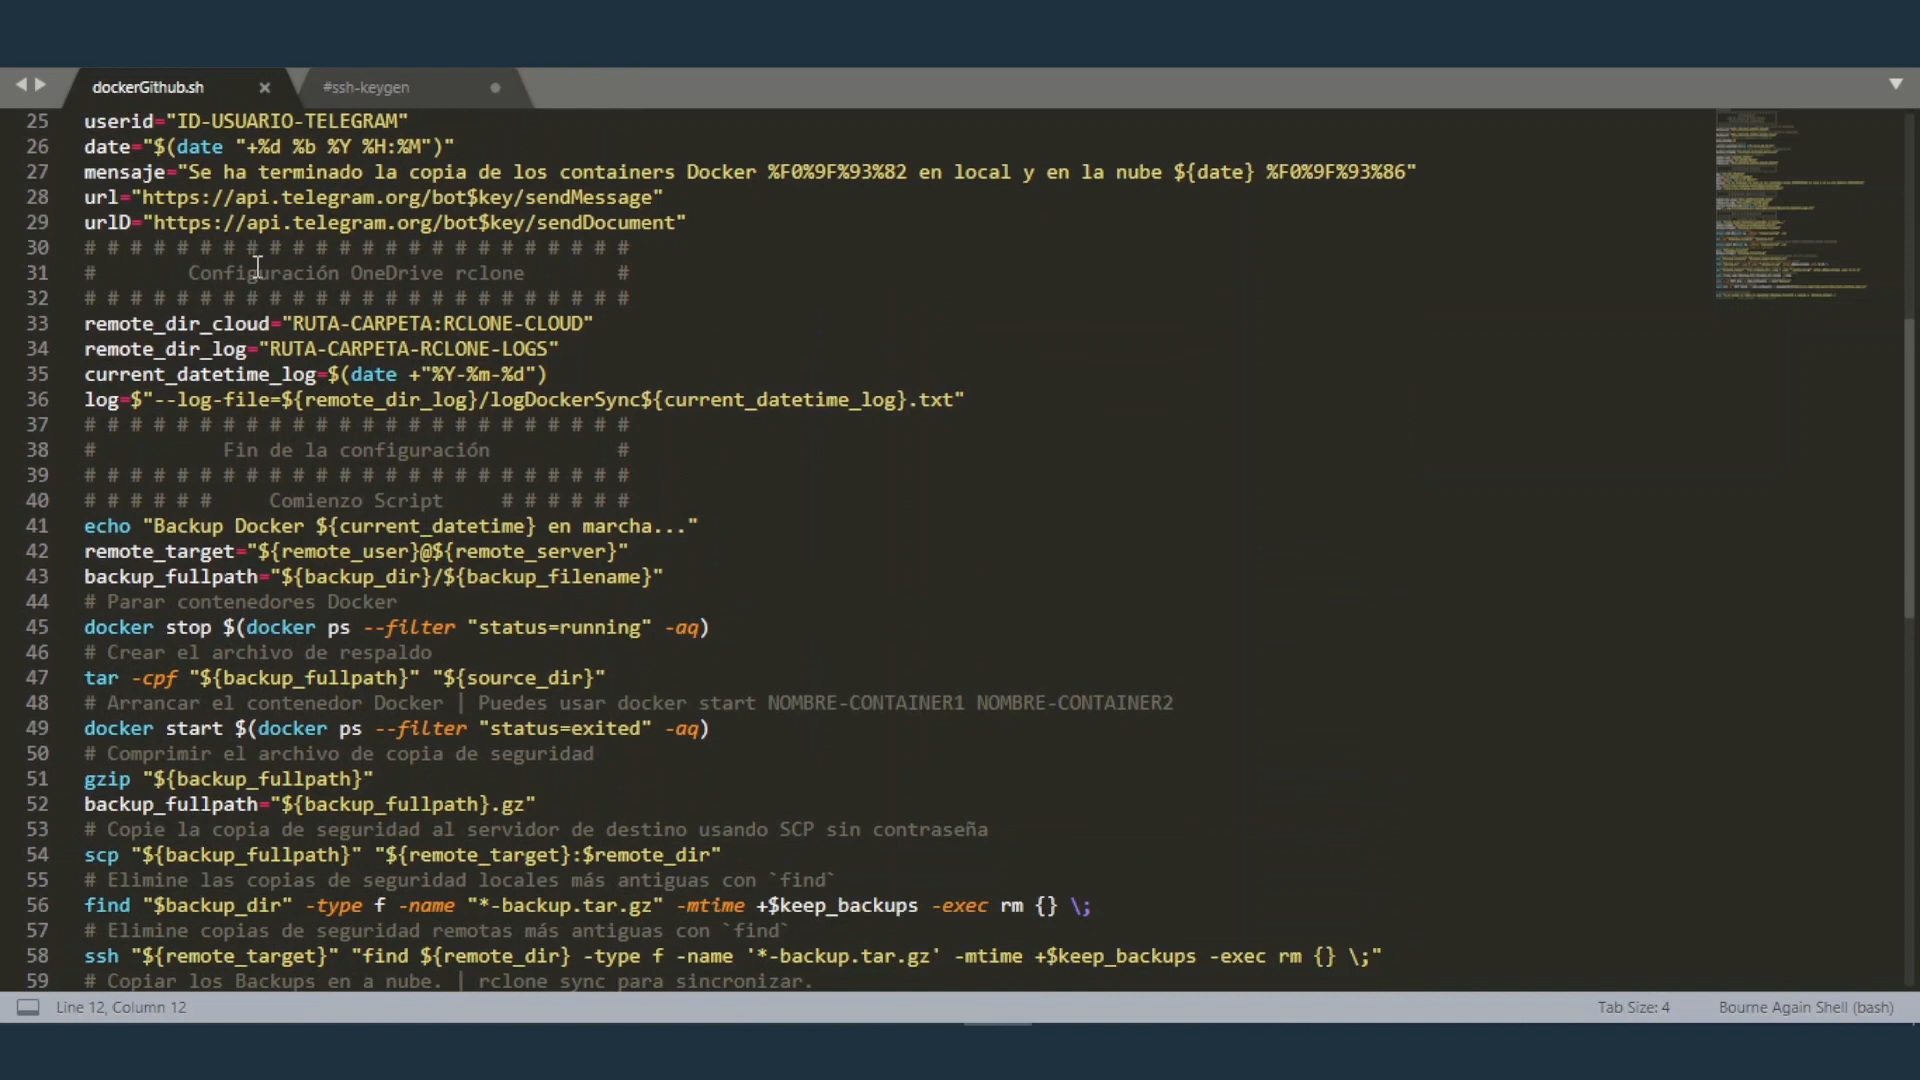 dockerGithub.sh
#ssh-keygen
25 userid="ID-USUARIO-TELEGRAM"
26 date="$(date "+%d %b %Y %H:%M")"
27 mensaje="Se ha terminado la copia de los containers Docker %F0%9F%93%82 en local y en la nube ${date} %F0%9F%93%86"
28 url="https://api.telegram.org/bot$key/sendMessage"
29 urlD="https://api.telegram.org/bot$key/sendDocument"
30 # # # # # # # # # # # # # # # # # # # # # # # #
31 # Configuración OneDrive rclone #
32 # # # # # # # # # # # # # # # # # # # # # # # #
33 remote_dir_cloud="RUTA-CARPETA:RCLONE-CLOUD"
34 remote_dir_log="RUTA-CARPETA-RCLONE-LOGS"
35 current_datetime_log=$(date +"%Y-%m-%d")
36 log=$"--log-file=${remote_dir_log}/logDockerSync${current_datetime_log}.txt"
37 # # # # # # # # # # # # # # # # # # # # # # # #
38 # Fin de la configuración #
39 # # # # # # # # # # # # # # # # # # # # # # # #
40 # # # # # # Comienzo Script # # # # # #
41 echo "Backup Docker ${current_datetime} en marcha..."
42 remote_target="${remote_user}@${remote_server}"
43 backup_fullpath="${backup_dir}/${backup_filename}"
44 # Parar contenedores Docker
45 docker stop $(docker ps --filter "status=running" -aq)
46 # Crear el archivo de respaldo
47 tar -cpf "${backup_fullpath}" "${source_dir}"
48 # Arrancar el contenedor Docker | Puedes usar docker start NOMBRE-CONTAINER1 NOMBRE-CONTAINER2
49 docker start $(docker ps --filter "status=exited" -aq)
50 # Comprimir el archivo de copia de seguridad
51 gzip "${backup_fullpath}"
52 backup_fullpath="${backup_fullpath}.gz"
53 # Copie la copia de seguridad al servidor de destino usando SCP sin contraseña
54 scp "${backup_fullpath}" "${remote_target}:$remote_dir"
55 # Elimine las copias de seguridad locales más antiguas con `find`
56 find "$backup_dir" -type f -name "*-backup.tar.gz" -mtime +$keep_backups -exec rm {} \;
57 # Elimine copias de seguridad remotas más antiguas con `find`
58 ssh "${remote_target}" "find ${remote_dir} -type f -name '*-backup.tar.gz' -mtime +$keep_backups -exec rm {} \;"
59 # Copiar los Backups en a nube. | rclone sync para sincronizar.
Line 12, Column 12
Tab Size: 4
Bourne Again Shell (bash)